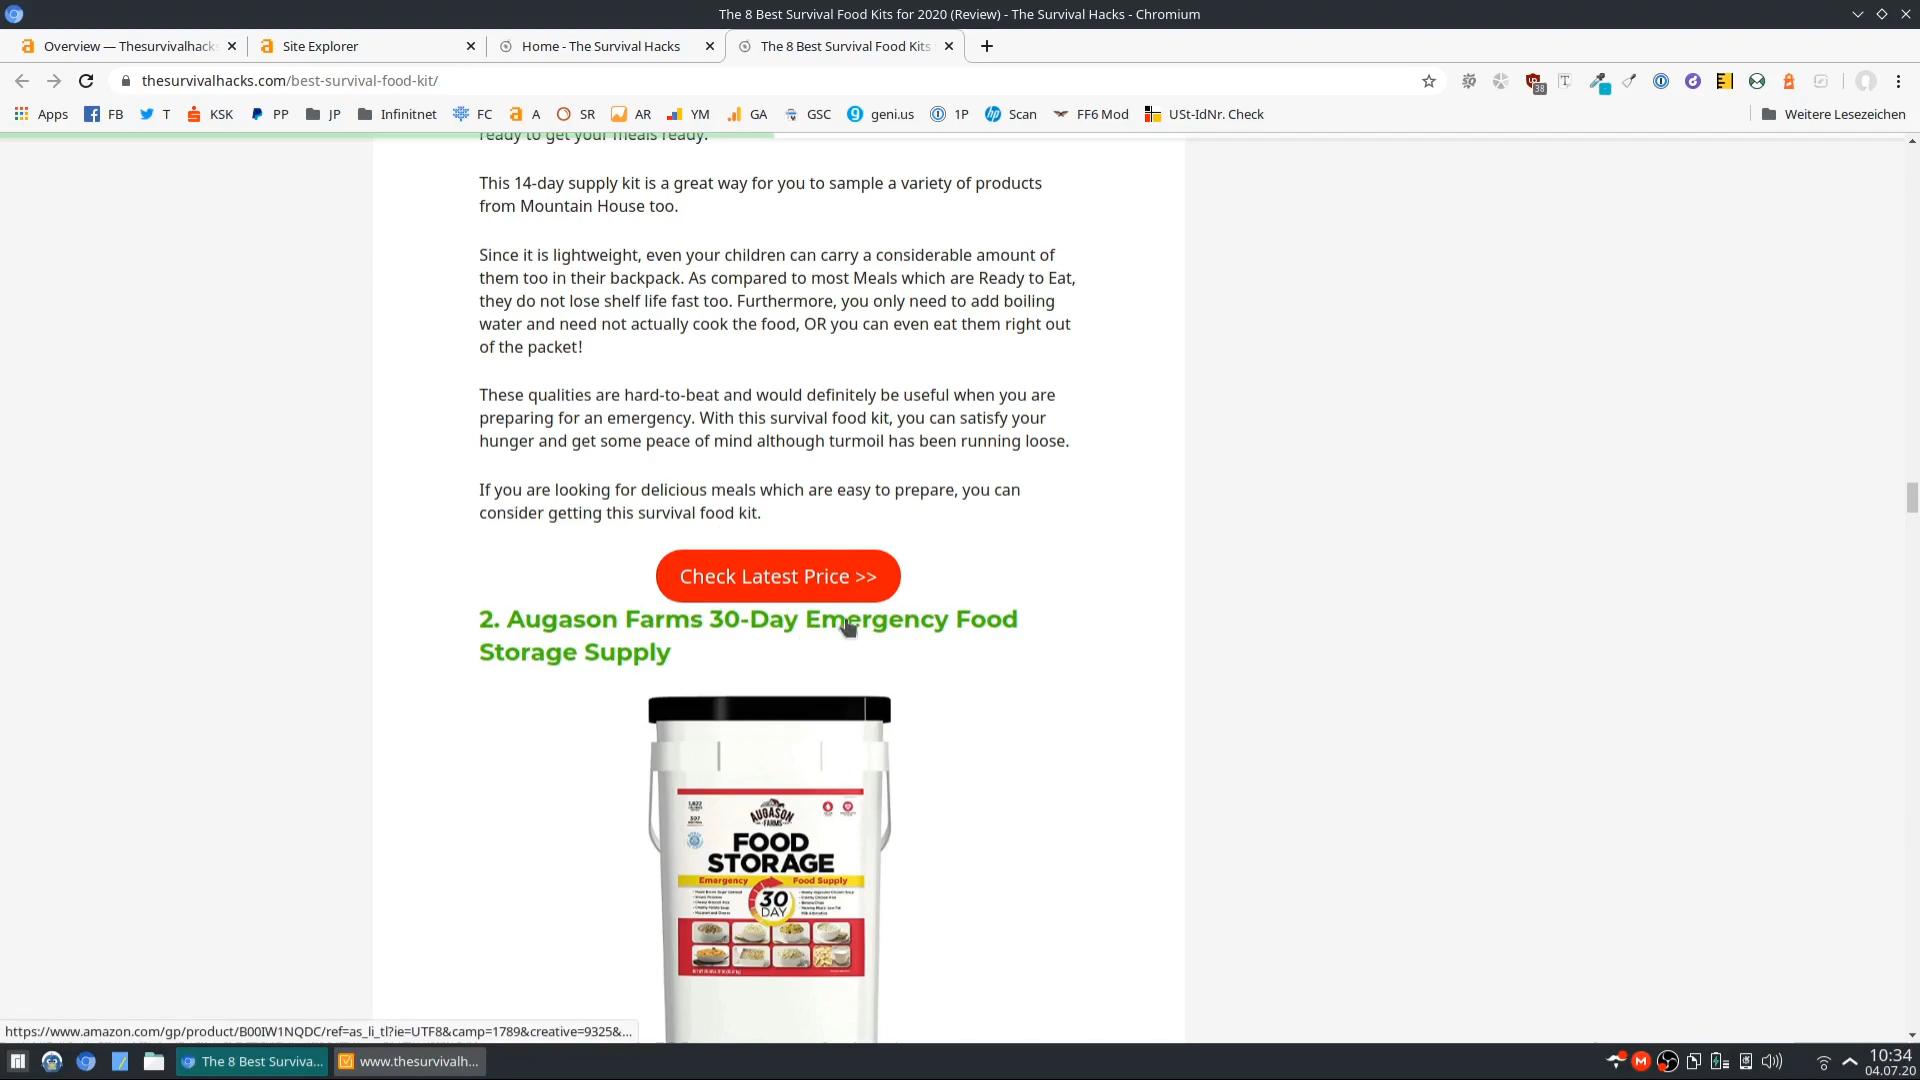 The 8 Best Survival Food Kits for 2020 (Review) - The Survival Hacks - Chromium
Overview — Thesurvivalhack
Site Explorer
Home - The Survival Hacks
The 8 Best Survival Food Kits
thesurvivalhacks.com/best-survival-food-kit/
38
Apps FB T KSK PP JP Infinitnet FC A SR AR YM GA GSC geni.us 1P Scan FF6 Mod USt-IdNr. Check Weitere Lesezeichen
ready to get your meals ready.
This 14-day supply kit is a great way for you to sample a variety of products
from Mountain House too.
Since it is lightweight, even your children can carry a considerable amount of
them too in their backpack. As compared to most Meals which are Ready to Eat,
they do not lose shelf life fast too. Furthermore, you only need to add boiling
water and need not actually cook the food, OR you can even eat them right out
of the packet!
These qualities are hard-to-beat and would definitely be useful when you are
preparing for an emergency. With this survival food kit, you can satisfy your
hunger and get some peace of mind although turmoil has been running loose.
If you are looking for delicious meals which are easy to prepare, you can
consider getting this survival food kit.
Check Latest Price >>
2. Augason Farms 30-Day Emergency Food
Storage Supply
AUGASON
FARMS
FOOD
STORAGE
Emergency Food Supply
30
DAY
https://www.amazon.com/gp/product/B00IW1NQDC/ref=as_li_tl?ie=UTF8&camp=1789&creative=9325&...
The 8 Best Surviva...
www.thesurvivalh...
10:34
04.07.20